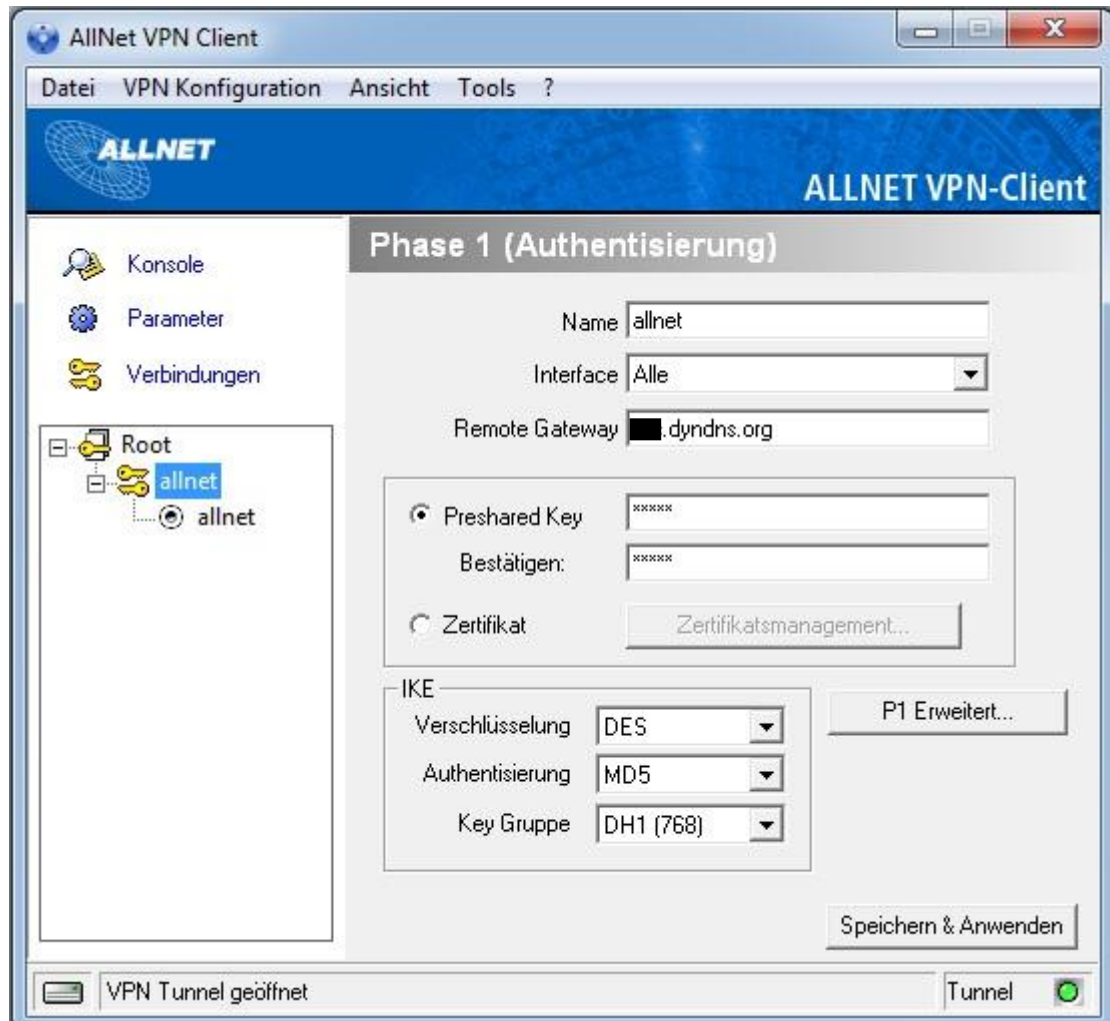 AllNet VPN Client
Datei VPN Konfiguration Ansicht Tools ?
ALLNET
ALLNET VPN-Client
Konsole
Parameter
Verbindungen
Root
allnet
allnet
Phase 1 (Authentisierung)
Name allnet
Interface Alle
Remote Gateway .dyndns.org
Preshared Key *****
Bestätigen: *****
Zertifikat Zertifikatsmanagement...
IKE
Verschlüsselung DES
Authentisierung MD5
Key Gruppe DH1 (768)
P1 Erweitert...
Speichern & Anwenden
VPN Tunnel geöffnet Tunnel